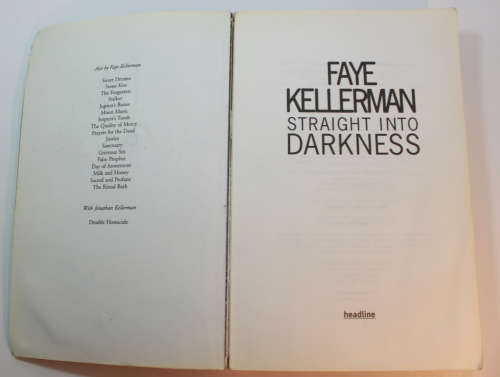 Also by Faye Kellerman
Street Dreams
Stone Kiss
The Forgotten
Stalker
Jupiter's Bones
Moon Music
Serpent's Tooth
The Quality of Mercy
Prayers for the Dead
Justice
Sanctuary
Grievous Sin
False Prophet
Day of Atonement
Milk and Honey
Sacred and Profane
The Ritual Bath
With Jonathan Kellerman
Double Homicide
FAYE
KELLERMAN
STRAIGHT INTO
DARKNESS
headline